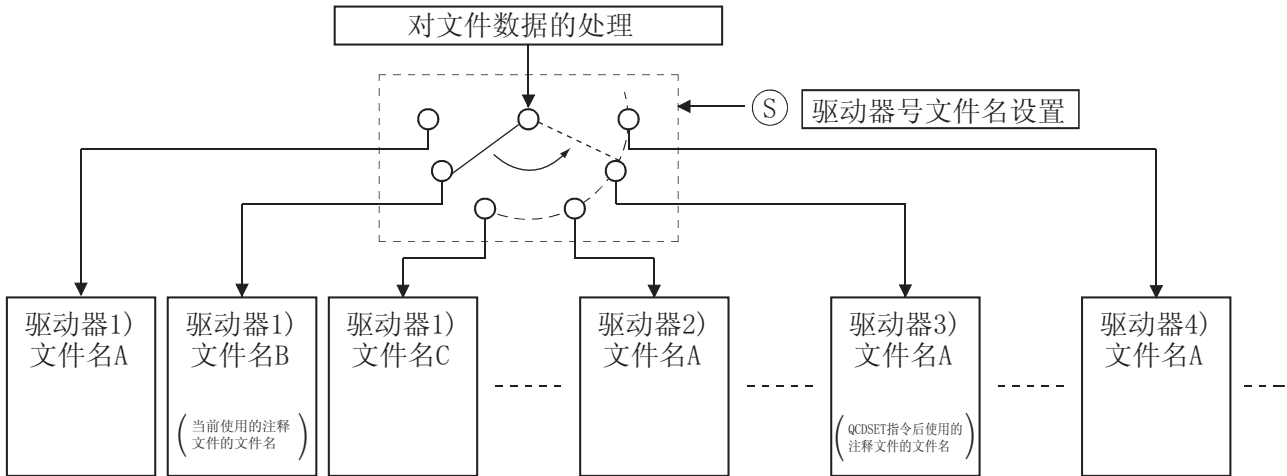 对文件数据的处理
S
驱动器号文件名设置
驱动器1)
文件名A
驱动器1)
文件名B
(当前使用的注释
文件的文件名)
驱动器1)
文件名C
驱动器2)
文件名A
驱动器3)
文件名A
(QCDSET指令后使用的
注释文件的文件名)
驱动器4)
文件名A